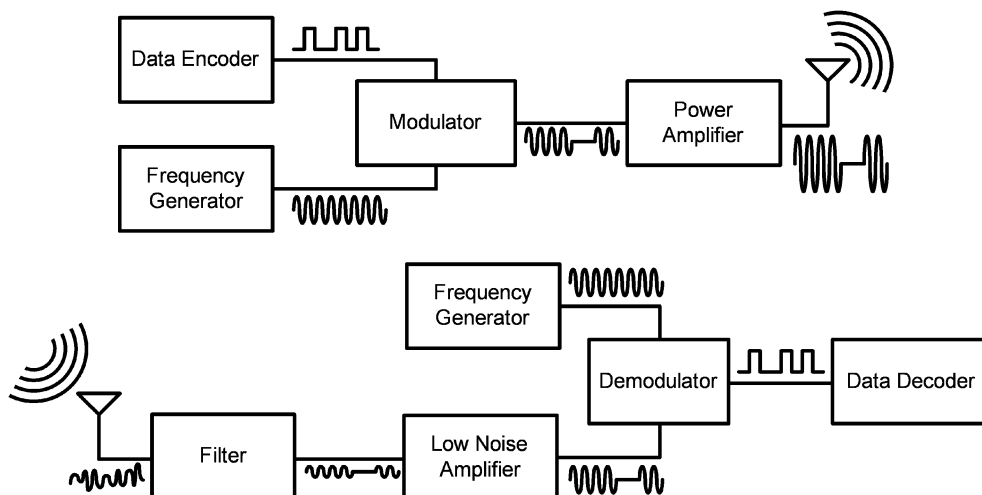 Data Encoder
Modulator
Power
Amplifier
Frequency
Generator
Frequency
Generator
Demodulator
Data Decoder
Filter
Low Noise
Amplifier